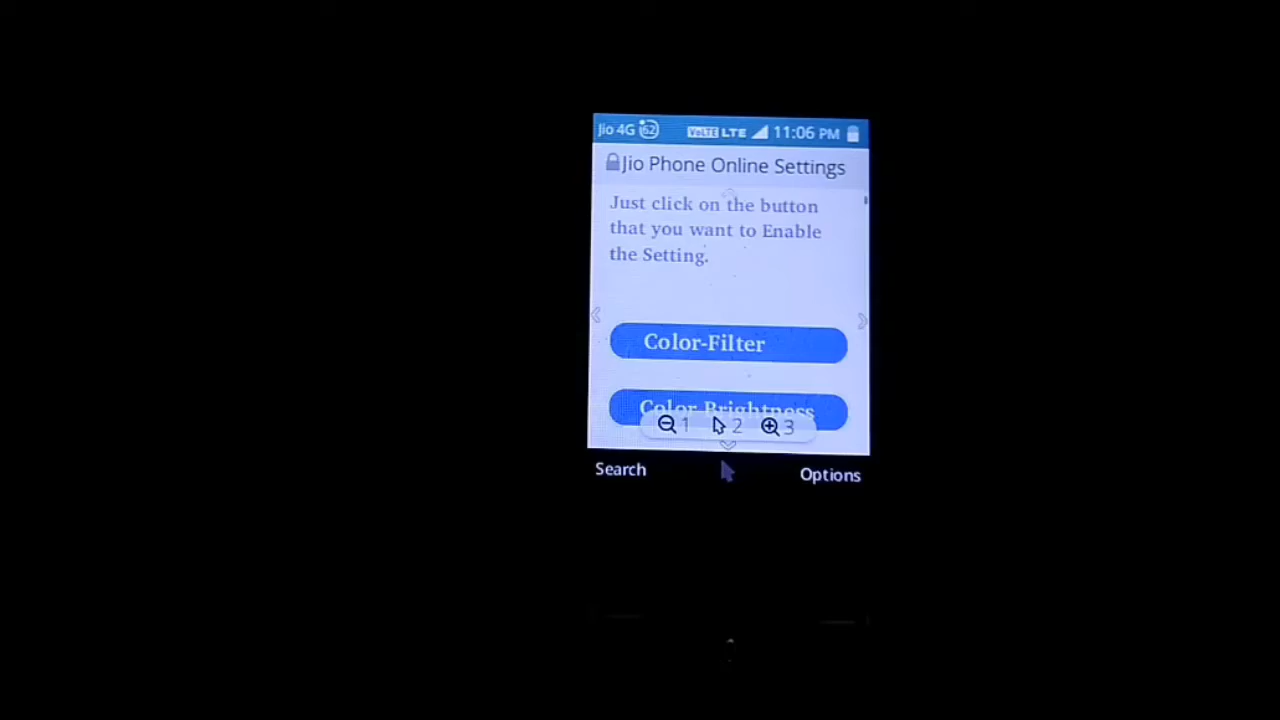 Jio 4G 62 VoLTE LTE 11:06 PM
Jio Phone Online Settings
Just click on the button
that you want to Enable
the Setting.
Color-Filter
Color Brightness
1 2 3
Search Options